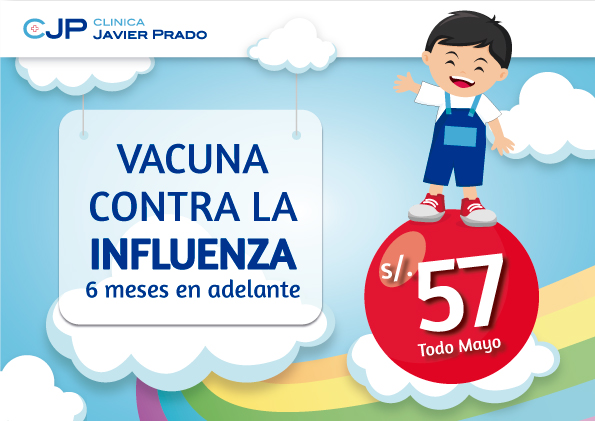 CJP CLINICA
JAVIER PRADO
VACUNA
CONTRA LA
INFLUENZA
6 meses en adelante
s/. 57
Todo Mayo